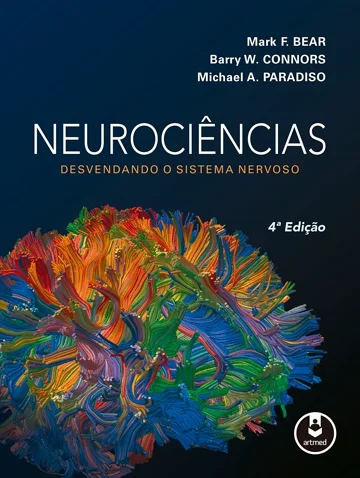 Mark F. BEAR
Barry W. CONNORS
Michael A. PARADISO
NEUROCIÊNCIAS
DESVENDANDO O SISTEMA NERVOSO
4ª Edição
artmed